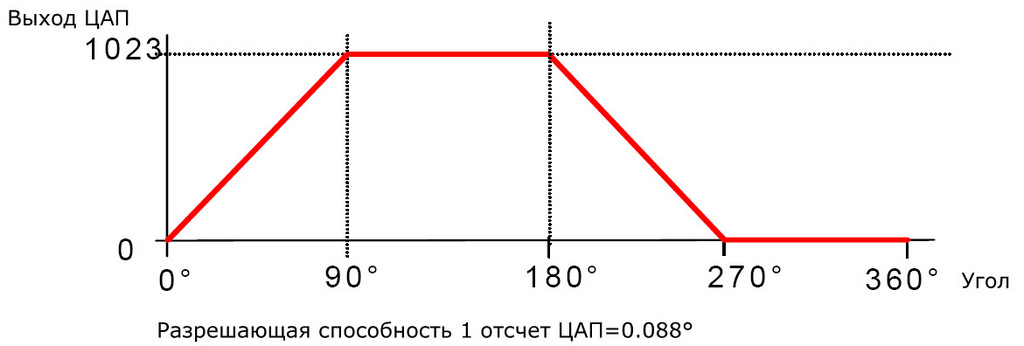 Выход ЦАП
1023
0
0° 90° 180° 270° 360° Угол
Разрешающая способность 1 отсчет ЦАП=0.088°